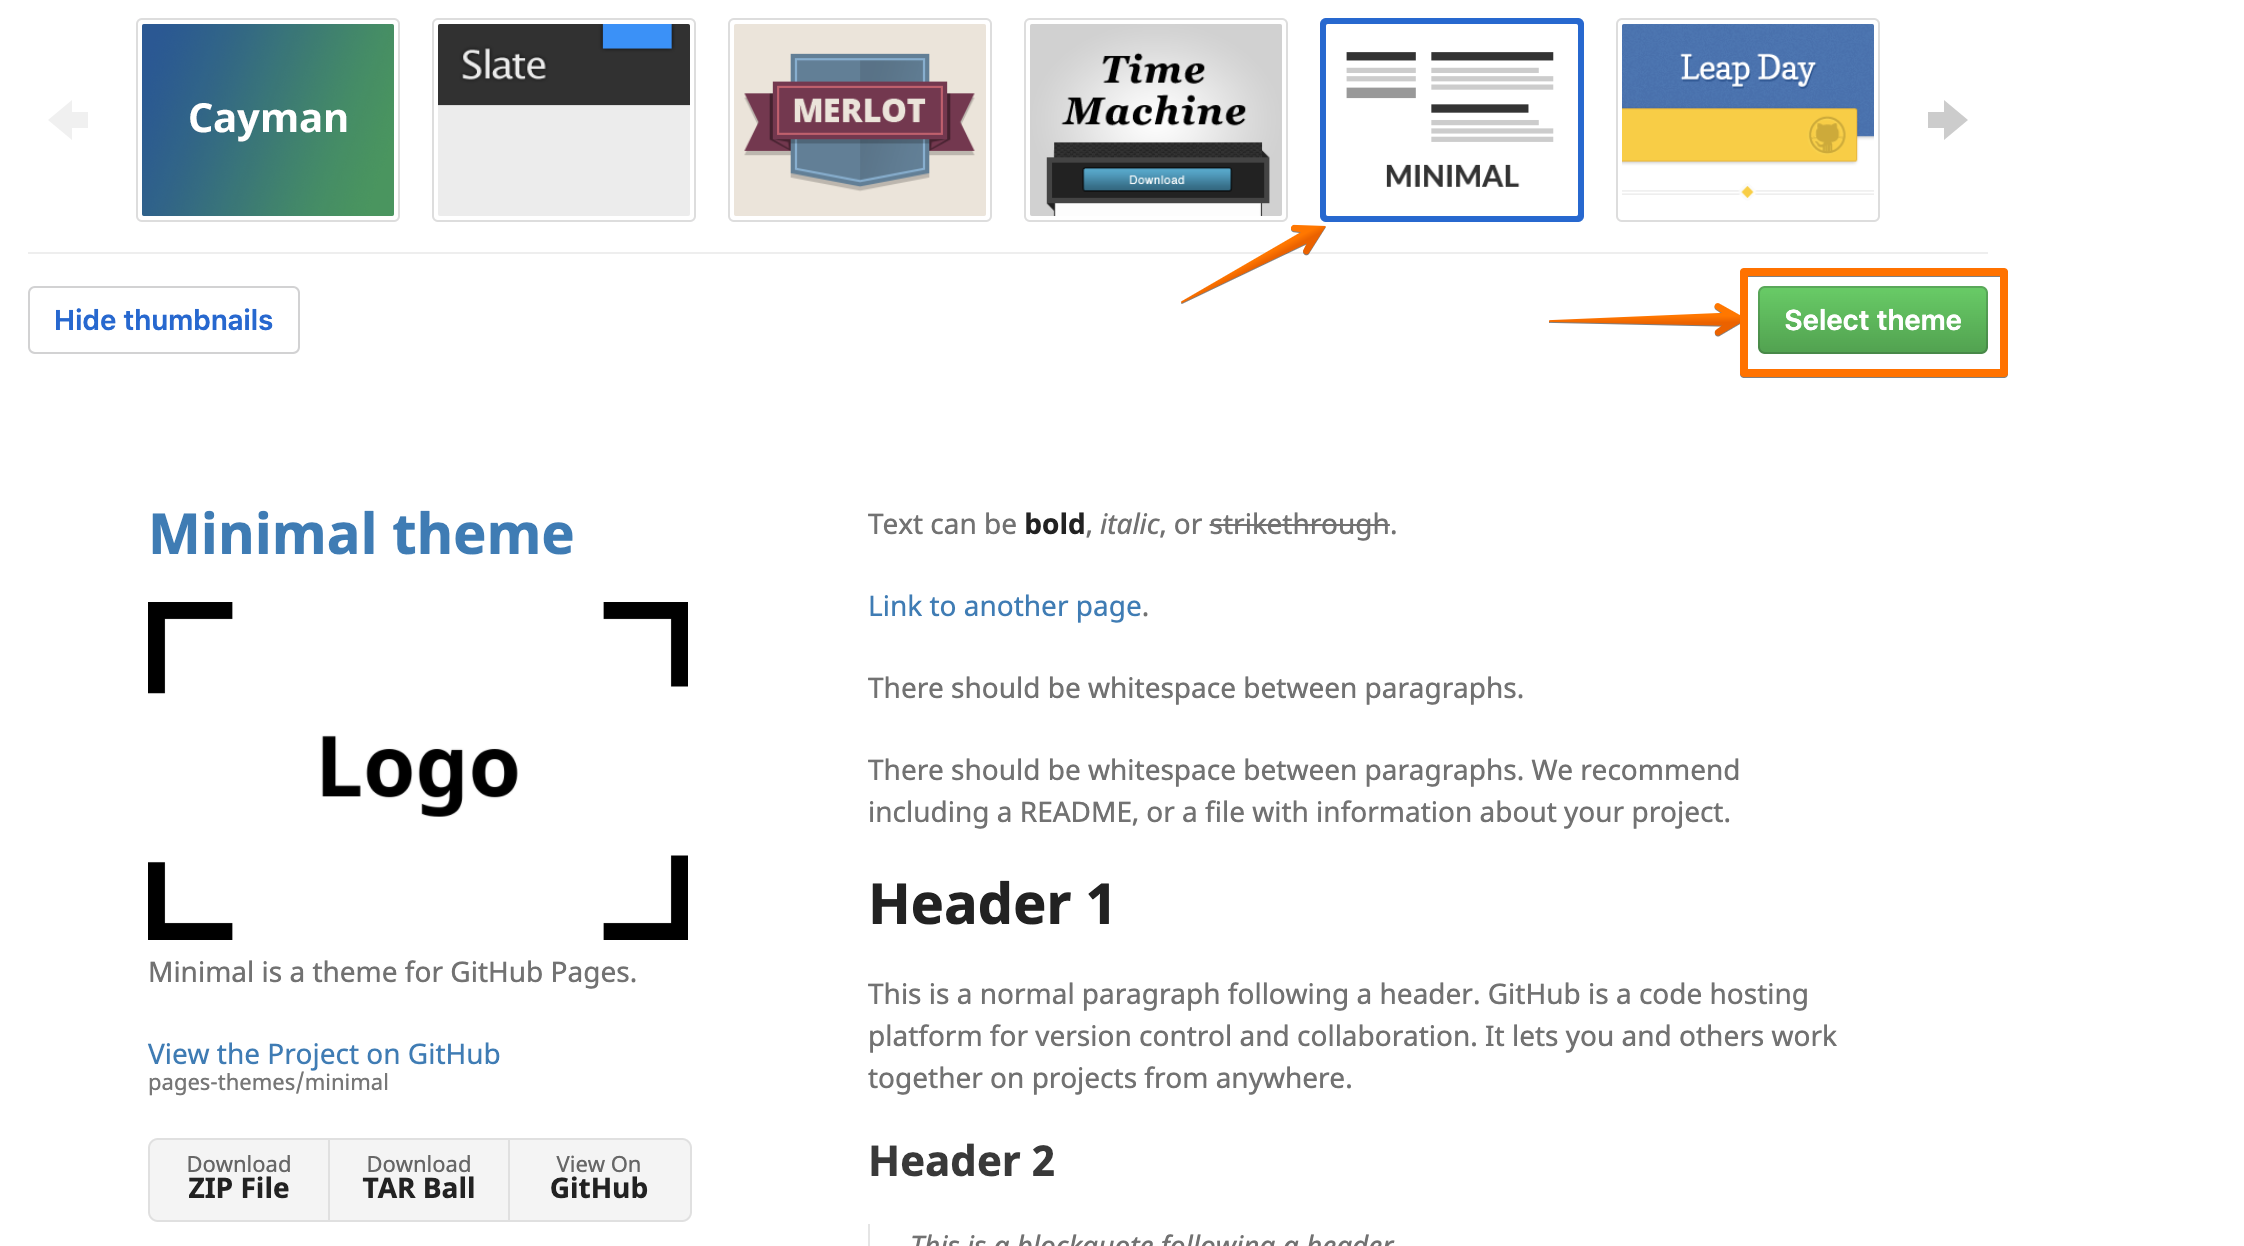 Cayman
Slate
MERLOT
Time
Machine
Download
MINIMAL
Leap Day
Hide thumbnails
Select theme
Minimal theme
Logo
Minimal is a theme for GitHub Pages.
View the Project on GitHub
pages-themes/minimal
Download
ZIP File
Download
TAR Ball
View On
GitHub
Text can be bold, italic, or strikethrough.
Link to another page.
There should be whitespace between paragraphs.
There should be whitespace between paragraphs. We recommend
including a README, or a file with information about your project.
Header 1
This is a normal paragraph following a header. GitHub is a code hosting
platform for version control and collaboration. It lets you and others work
together on projects from anywhere.
Header 2
This is a blockquote following a header.